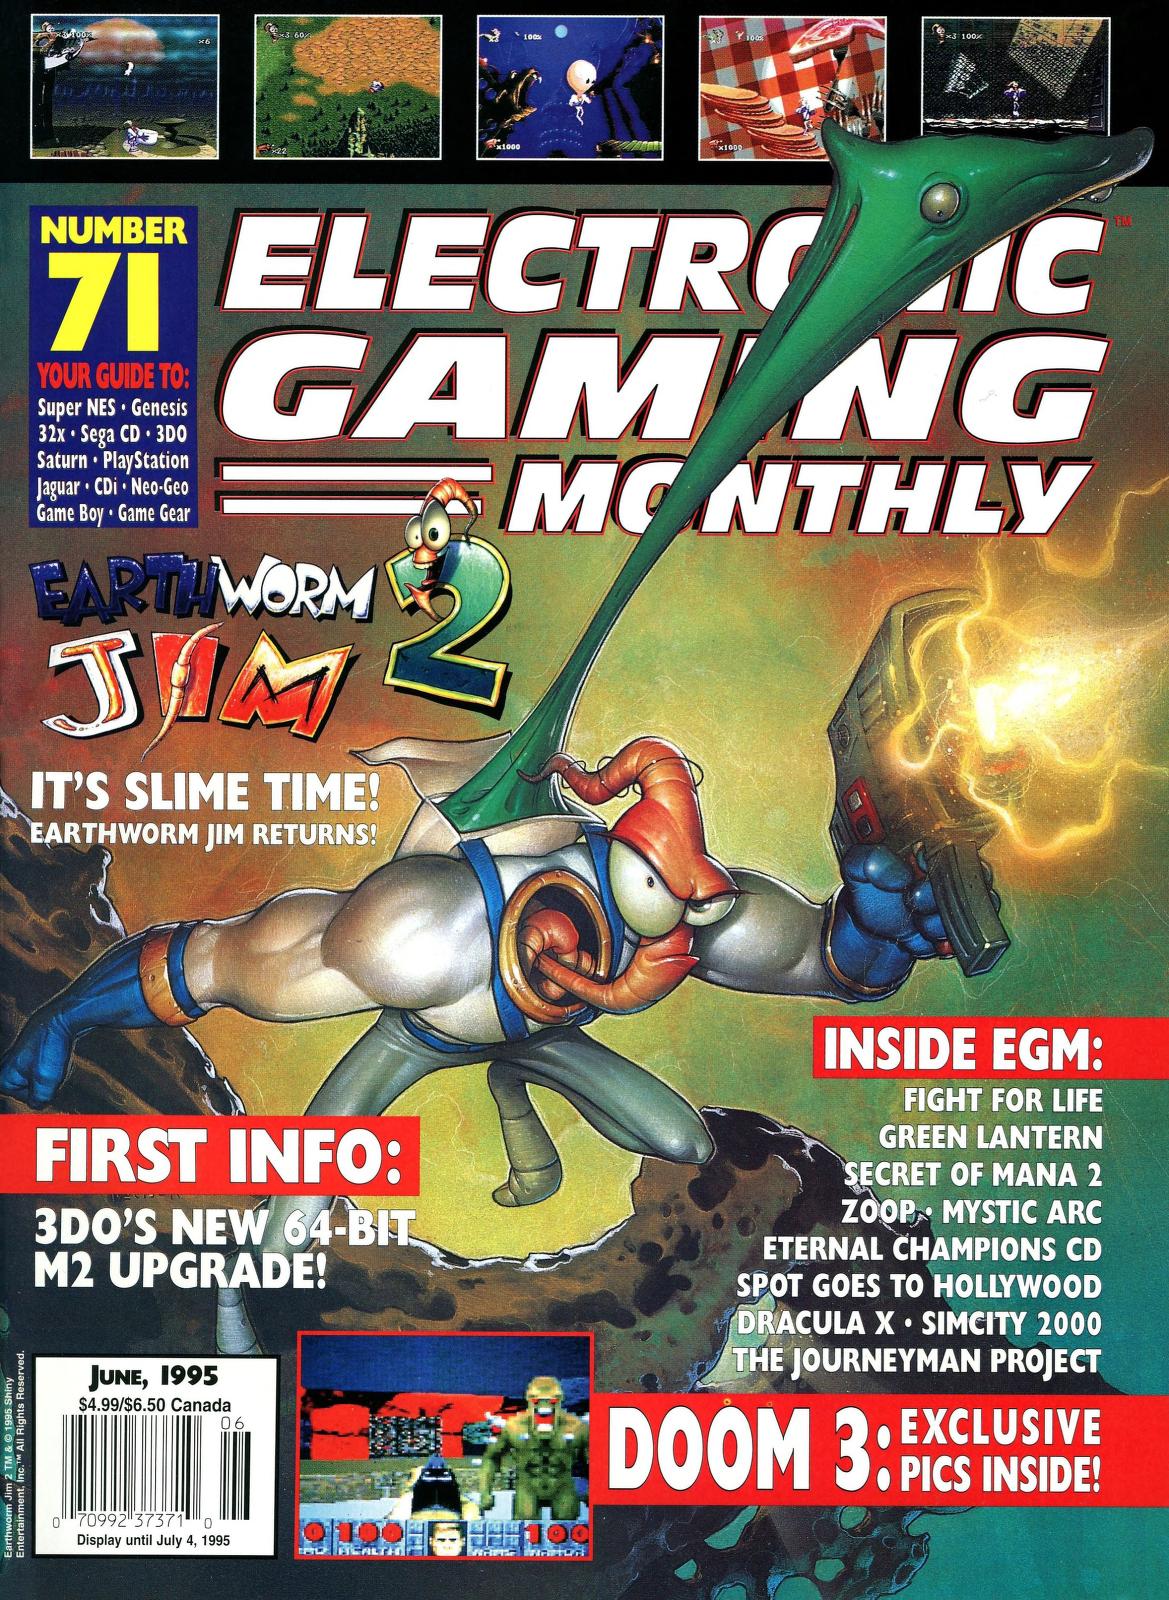 NUMBER
71
YOUR GUIDE TO:
Super NES · Genesis
32x · Sega CD · 3DO
Saturn · PlayStation
Jaguar · CDi · Neo-Geo
Game Boy · Game Gear
ELECTRONIC™
GAMING
MONTHLY
EARTHWORM
JIM 2
IT'S SLIME TIME!
EARTHWORM JIM RETURNS!
INSIDE EGM:
FIGHT FOR LIFE
GREEN LANTERN
SECRET OF MANA 2
ZOOP · MYSTIC ARC
ETERNAL CHAMPIONS CD
SPOT GOES TO HOLLYWOOD
DRACULA X · SIMCITY 2000
THE JOURNEYMAN PROJECT
FIRST INFO:
3DO'S NEW 64-BIT
M2 UPGRADE!
DOOM 3: EXCLUSIVE
PICS INSIDE!
JUNE, 1995
$4.99/$6.50 Canada
06
0 70992 37371 0
Display until July 4, 1995
Earthworm Jim 2 TM & © 1995 Shiny
Entertainment, Inc.™ All Rights Reserved.